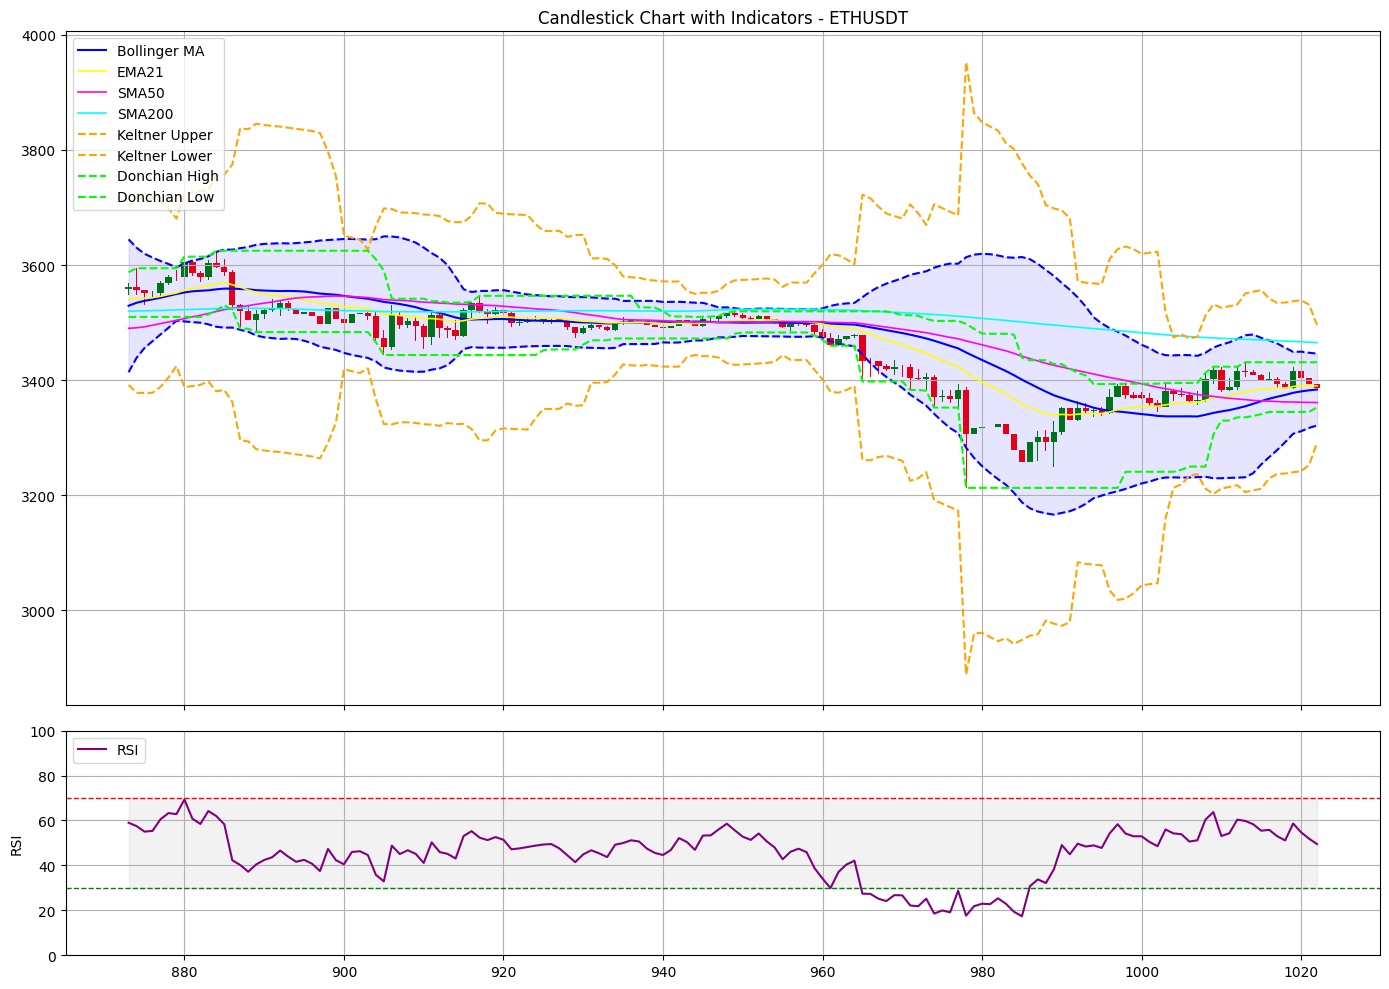 Candlestick Chart with Indicators - ETHUSDT
4000
3800
3600
3400
3200
3000
Bollinger MA
EMA21
SMA50
SMA200
Keltner Upper
Keltner Lower
Donchian High
Donchian Low
RSI
100
80
60
40
20
0
RSI
880
900
920
940
960
980
1000
1020